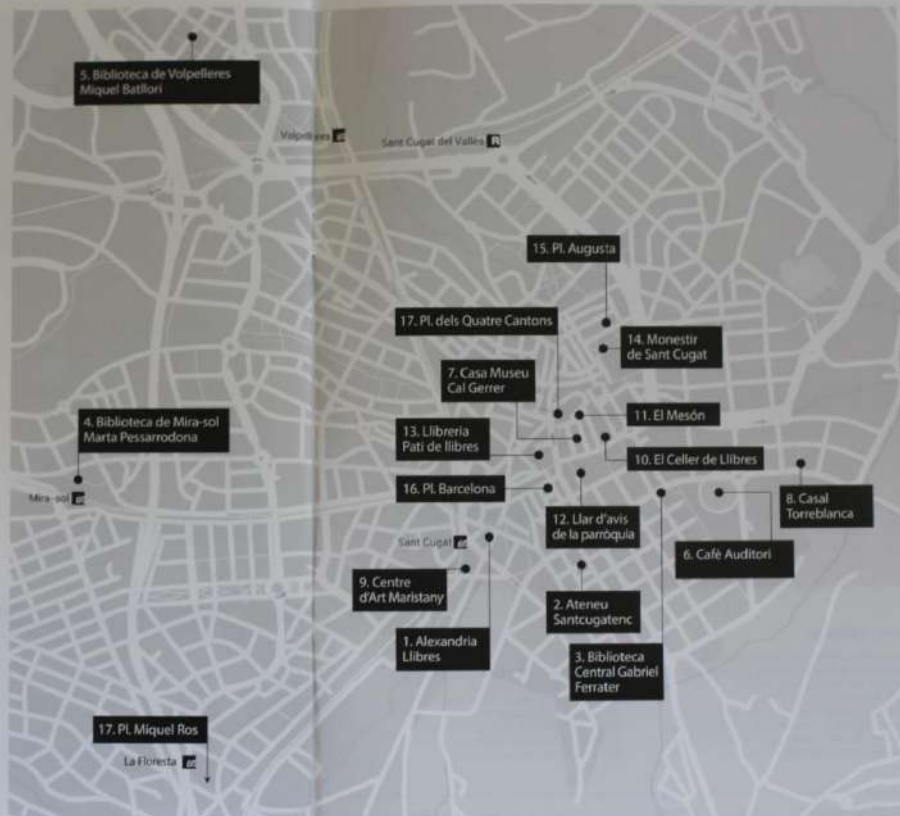 5. Biblioteca de Volpelleres
Miquel Batllori
Volpelleres
Sant Cugat del Vallès R
15. Pl. Augusta
17. Pl. dels Quatre Cantons
14. Monestir
de Sant Cugat
7. Casa Museu
Cal Gerrer
4. Biblioteca de Mira-sol
Marta Pessarrodona
11. El Mesón
13. Llibreria
Pati de llibres
10. El Celler de Llibres
Mira-sol
16. Pl. Barcelona
8. Casal
Torreblanca
12. Llar d'avis
de la parròquia
Sant Cugat
6. Cafè Auditori
9. Centre
d'Art Maristany
2. Ateneu
Santcugatenc
1. Alexandria
Llibres
3. Biblioteca
Central Gabriel
Ferrater
17. Pl. Miquel Ros
La Floresta